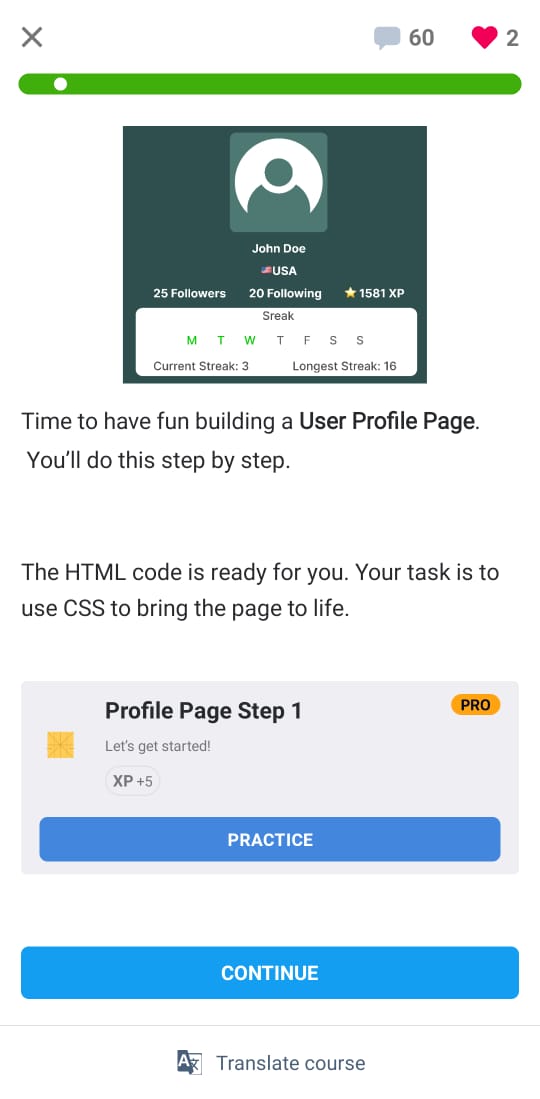 60
2
John Doe
🇺🇸USA
25 Followers 20 Following ⭐1581 XP
Sreak
M T W T F S S
Current Streak: 3 Longest Streak: 16
Time to have fun building a User Profile Page.
You’ll do this step by step.
The HTML code is ready for you. Your task is to
use CSS to bring the page to life.
Profile Page Step 1
PRO
Let’s get started!
XP +5
PRACTICE
CONTINUE
Translate course